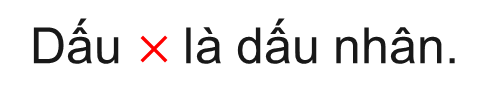 Dấu × là dấu nhân.